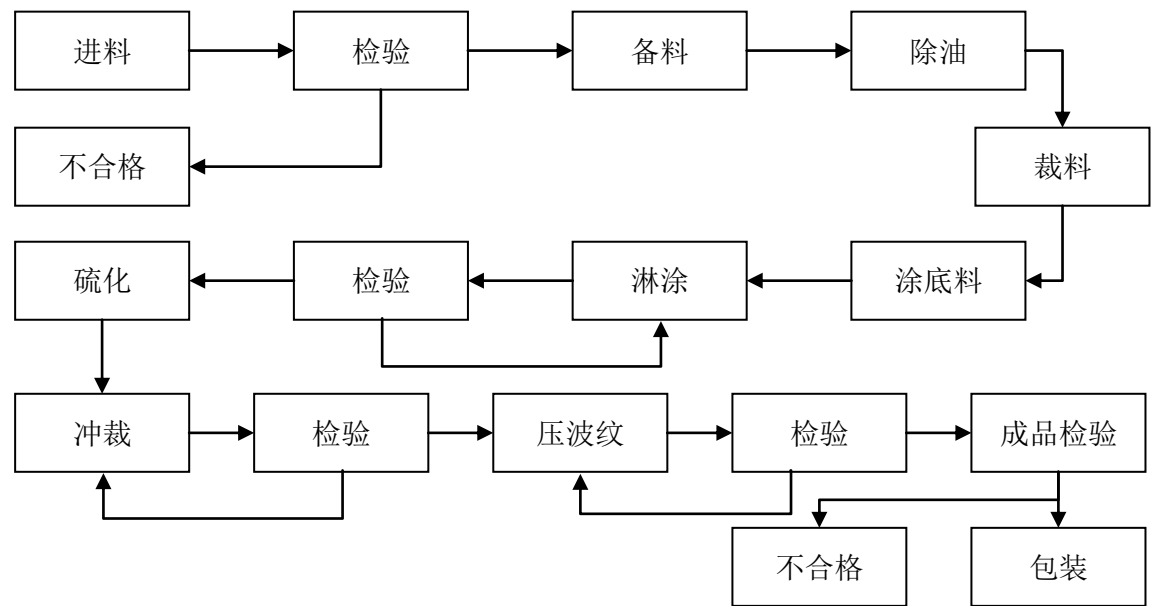 进料
检验
备料
除油
不合格
裁料
硫化
检验
淋涂
涂底料
冲裁
检验
压波纹
检验
成品检验
不合格
包装